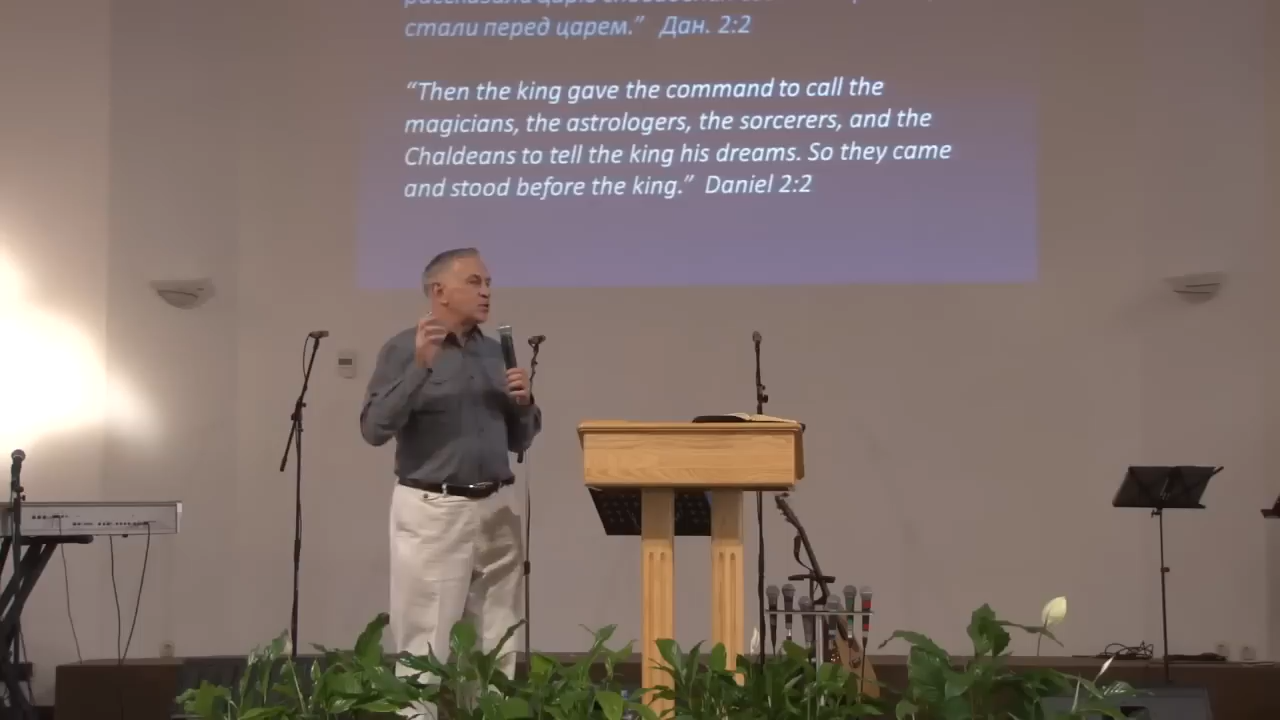 стали перед царем.” Дан. 2:2
“Then the king gave the command to call the
magicians, the astrologers, the sorcerers, and the
Chaldeans to tell the king his dreams. So they came
and stood before the king.” Daniel 2:2